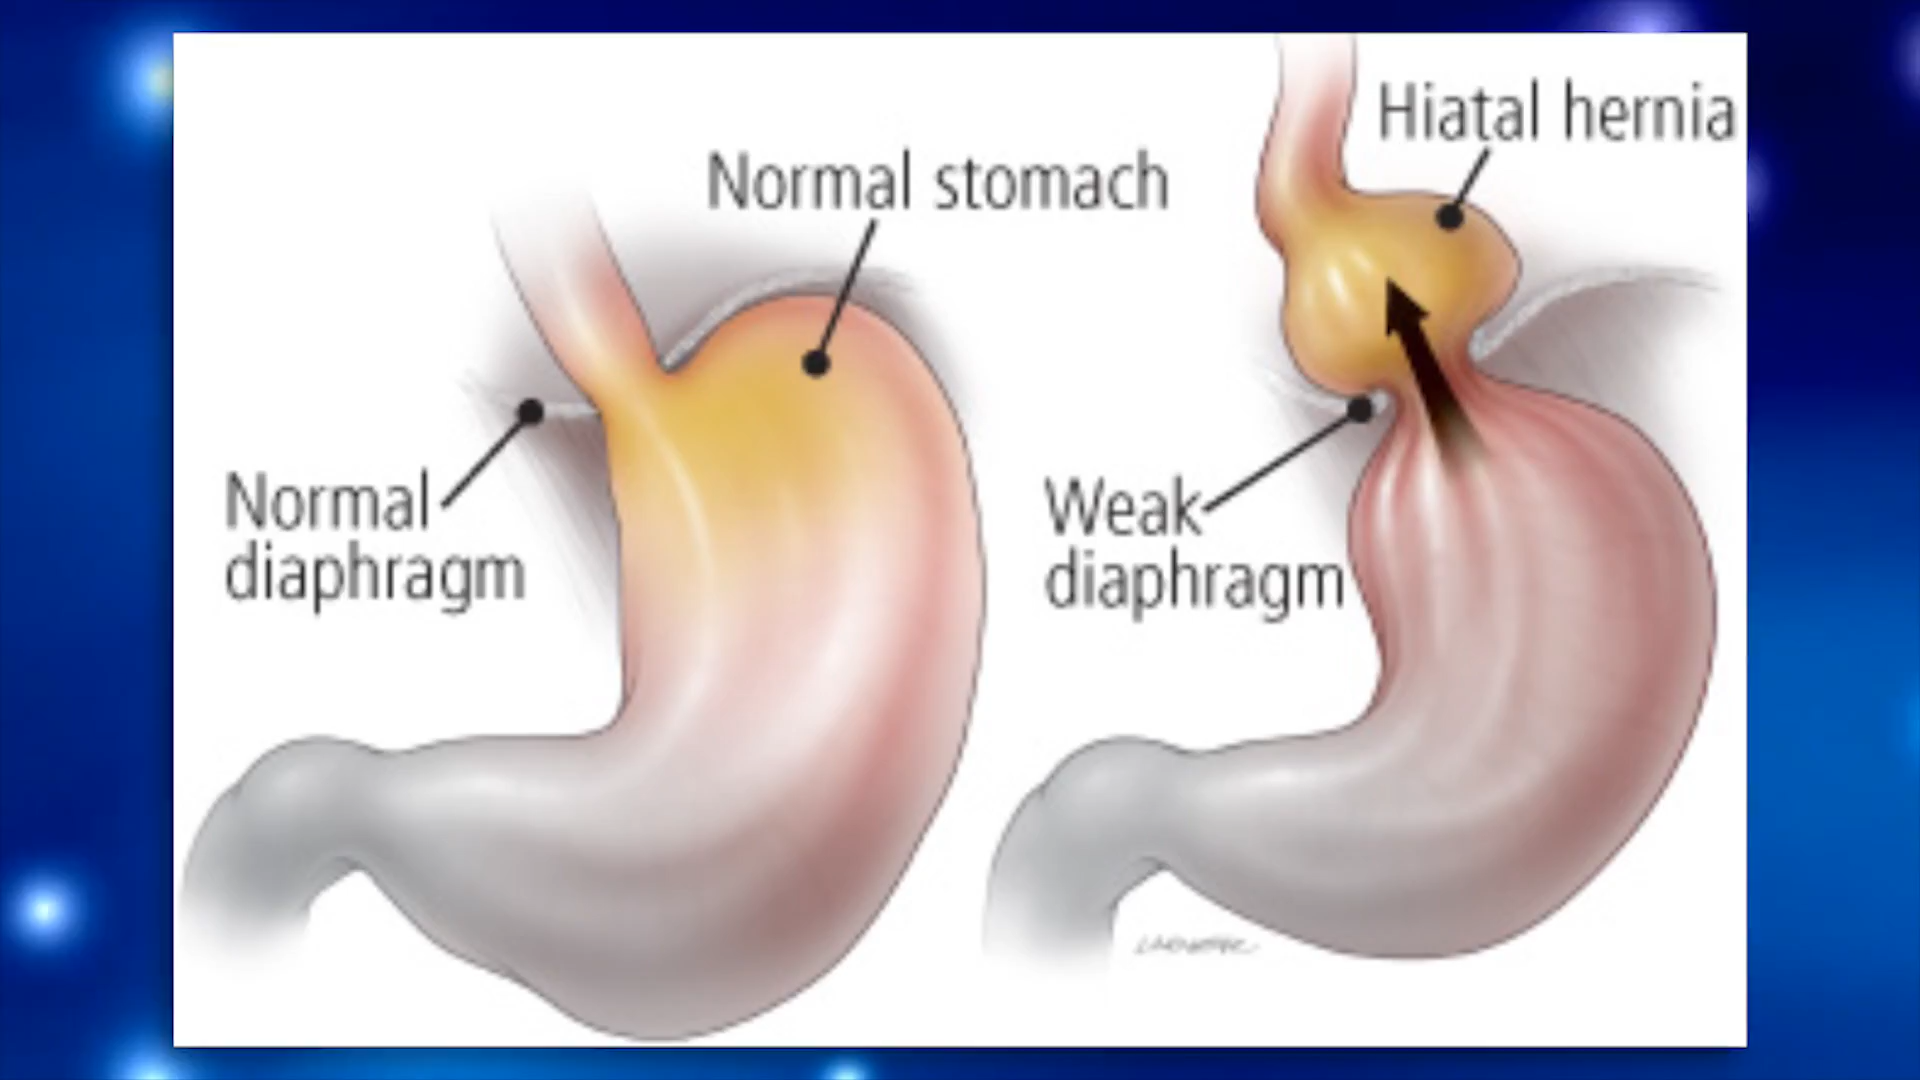 Normal stomach
Normal
diaphragm
Hiatal hernia
Weak
diaphragm